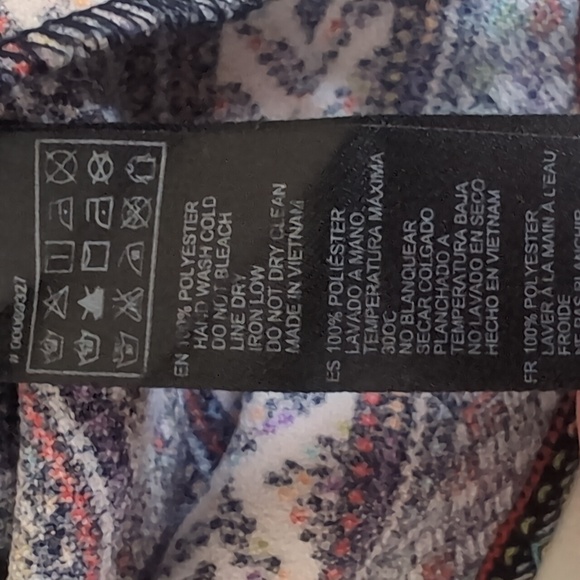 # 000600327
EN 100% POLYESTER
HAND WASH COLD
DO NOT BLEACH
LINE DRY
IRON LOW
DO NOT DRY CLEAN
MADE IN VIETNAM
ES 100% POLIÉSTER
LAVADO A MANO,
TEMPERATURA MÁXIMA
30ºC
NO BLANQUEAR
SECAR COLGADO
PLANCHADO A
TEMPERATURA BAJA
NO LAVADO EN SECO
HECHO EN VIETNAM
FR 100% POLYESTER
LAVER À LA MAIN À L'EAU
FROIDE